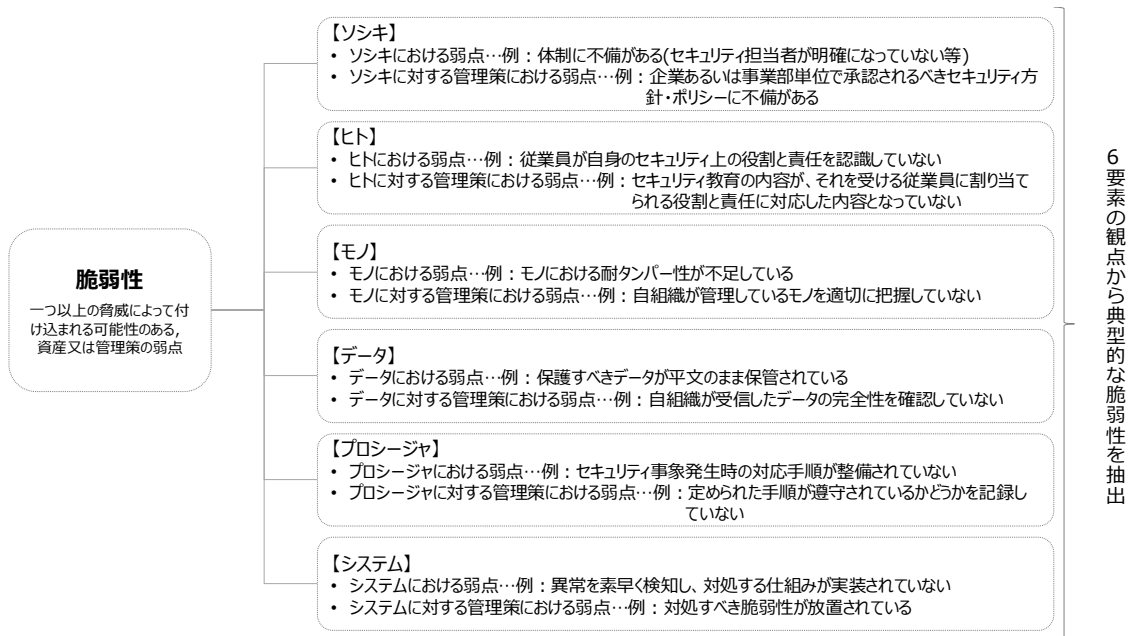 脆弱性
一つ以上の脅威によって付
け込まれる可能性のある,
資産又は管理策の弱点
【ソシキ】
• ソシキにおける弱点…例：体制に不備がある(セキュリティ担当者が明確になっていない等)
• ソシキに対する管理策における弱点…例：企業あるいは事業部単位で承認されるべきセキュリティ方
針・ポリシーに不備がある
【ヒト】
• ヒトにおける弱点…例：従業員が自身のセキュリティ上の役割と責任を認識していない
• ヒトに対する管理策における弱点…例：セキュリティ教育の内容が、それを受ける従業員に割り当て
られる役割と責任に対応した内容となっていない
【モノ】
• モノにおける弱点…例：モノにおける耐タンパー性が不足している
• モノに対する管理策における弱点…例：自組織が管理しているモノを適切に把握していない
【データ】
• データにおける弱点…例：保護すべきデータが平文のまま保管されている
• データに対する管理策における弱点…例：自組織が受信したデータの完全性を確認していない
【プロシージャ】
• プロシージャにおける弱点…例：セキュリティ事象発生時の対応手順が整備されていない
• プロシージャに対する管理策における弱点…例：定められた手順が遵守されているかどうかを記録し
ていない
【システム】
• システムにおける弱点…例：異常を素早く検知し、対処する仕組みが実装されていない
• システムに対する管理策における弱点…例：対処すべき脆弱性が放置されている
6要素の観点から典型的な脆弱性を抽出